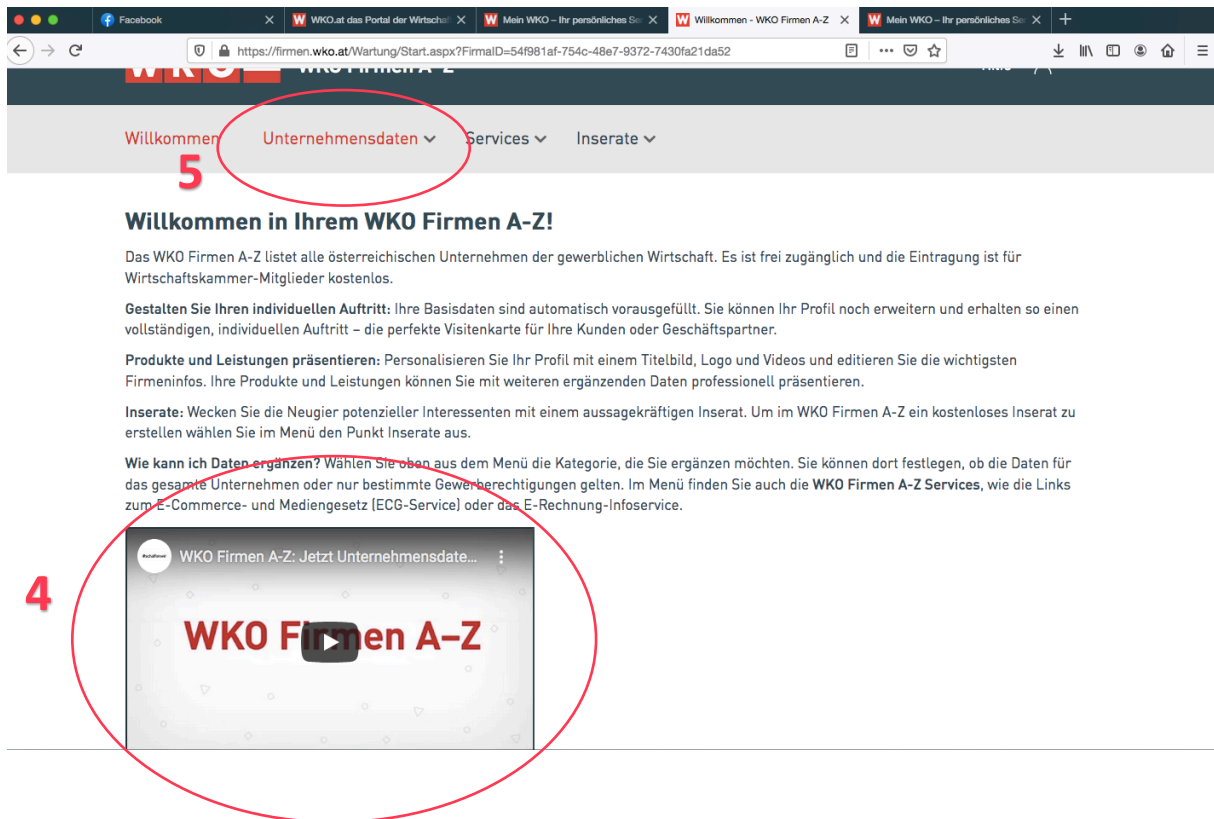 Facebook
WKO.at das Portal der Wirtschaf
Mein WKO – Ihr persönliches Ser
Willkommen - WKO Firmen A-Z
Mein WKO – Ihr persönliches Ser
https://firmen.wko.at/Wartung/Start.aspx?FirmaID=54f981af-754c-48e7-9372-7430fa21da52
WKO WKO Firmen A-Z
Willkommen Unternehmensdaten Services Inserate
5
Willkommen in Ihrem WKO Firmen A-Z!
Das WKO Firmen A-Z listet alle österreichischen Unternehmen der gewerblichen Wirtschaft. Es ist frei zugänglich und die Eintragung ist für
Wirtschaftskammer-Mitglieder kostenlos.
Gestalten Sie Ihren individuellen Auftritt: Ihre Basisdaten sind automatisch vorausgefüllt. Sie können Ihr Profil noch erweitern und erhalten so einen
vollständigen, individuellen Auftritt – die perfekte Visitenkarte für Ihre Kunden oder Geschäftspartner.
Produkte und Leistungen präsentieren: Personalisieren Sie Ihr Profil mit einem Titelbild, Logo und Videos und editieren Sie die wichtigsten
Firmeninfos. Ihre Produkte und Leistungen können Sie mit weiteren ergänzenden Daten professionell präsentieren.
Inserate: Wecken Sie die Neugier potenzieller Interessenten mit einem aussagekräftigen Inserat. Um im WKO Firmen A-Z ein kostenloses Inserat zu
erstellen wählen Sie im Menü den Punkt Inserate aus.
Wie kann ich Daten ergänzen? Wählen Sie oben aus dem Menü die Kategorie, die Sie ergänzen möchten. Sie können dort festlegen, ob die Daten für
das gesamte Unternehmen oder nur bestimmte Gewerberechtigungen gelten. Im Menü finden Sie auch die WKO Firmen A-Z Services, wie die Links
zum E-Commerce- und Mediengesetz (ECG-Service) oder das E-Rechnung-Infoservice.
WKO Firmen A-Z: Jetzt Unternehmensdate...
4
WKO Firmen A–Z